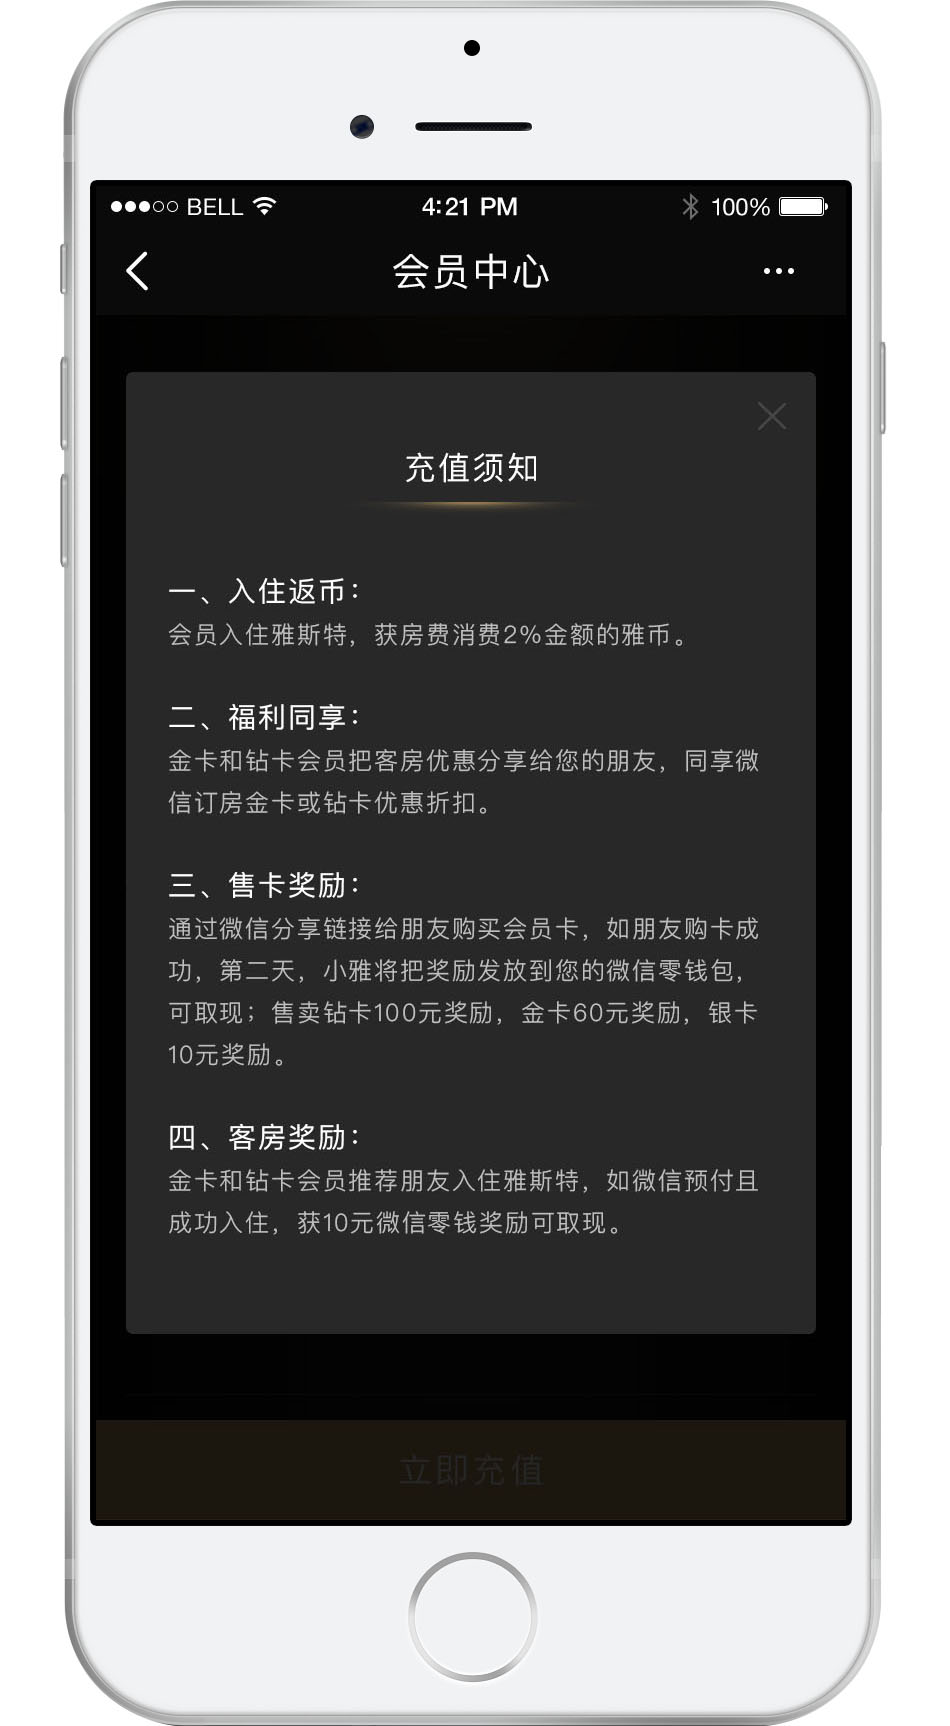 BELL 4:21 PM 100%
会员中心
充值须知
一、入住返币：
会员入住雅斯特，获房费消费2%金额的雅币。
二、福利同享：
金卡和钻卡会员把客房优惠分享给您的朋友，同享微
信订房金卡或钻卡优惠折扣。
三、售卡奖励：
通过微信分享链接给朋友购买会员卡，如朋友购卡成
功，第二天，小雅将把奖励发放到您的微信零钱包，
可取现；售卖钻卡100元奖励，金卡60元奖励，银卡
10元奖励。
四、客房奖励：
金卡和钻卡会员推荐朋友入住雅斯特，如微信预付且
成功入住，获10元微信零钱奖励可取现。
立即充值